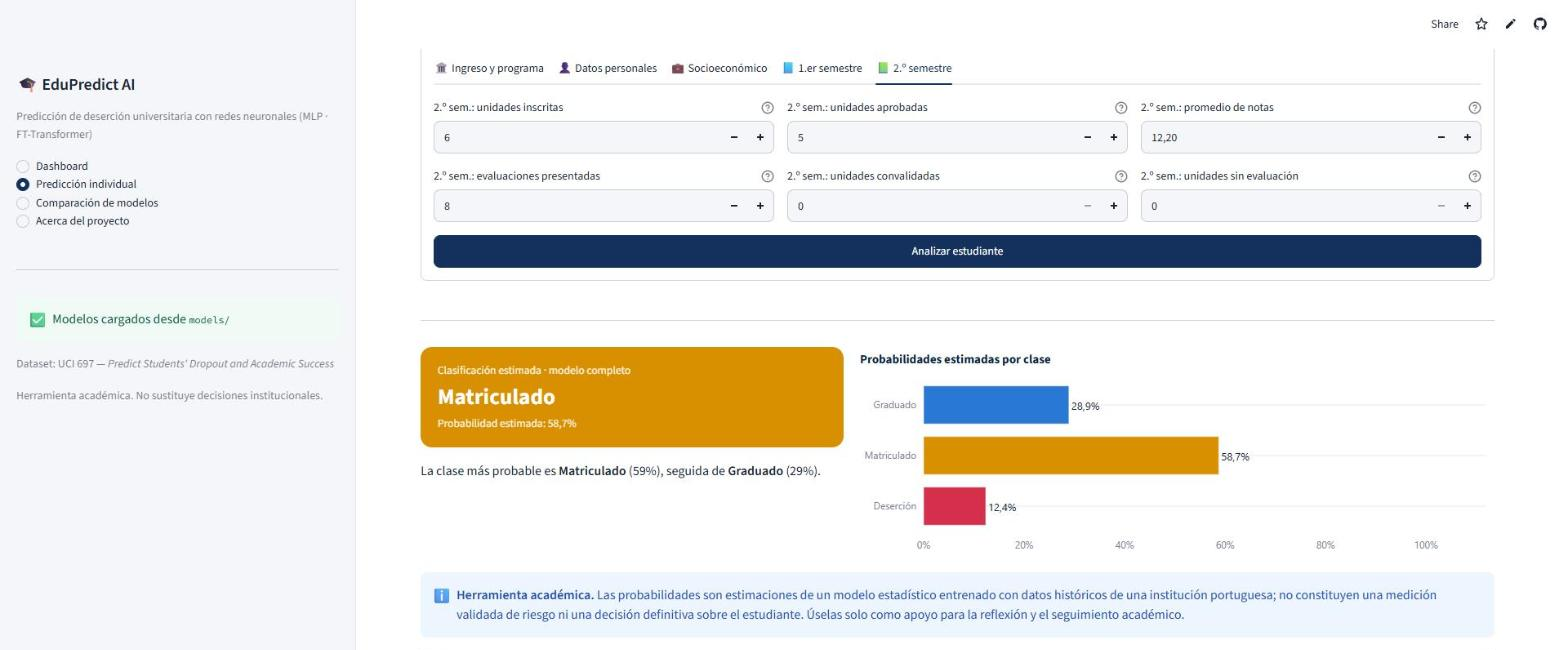 Share
EduPredict AI
Predicción de deserción universitaria con redes neuronales (MLP ·
FT-Transformer)
Dashboard
Predicción individual
Comparación de modelos
Acerca del proyecto
Modelos cargados desde models/
Dataset: UCI 697 — Predict Students' Dropout and Academic Success
Herramienta académica. No sustituye decisiones institucionales.
Ingreso y programa
Datos personales
Socioeconómico
1.er semestre
2.º semestre
2.º sem.: unidades inscritas
2.º sem.: unidades aprobadas
2.º sem.: promedio de notas
6
5
12,20
2.º sem.: evaluaciones presentadas
2.º sem.: unidades convalidadas
2.º sem.: unidades sin evaluación
8
0
0
Analizar estudiante
Clasificación estimada · modelo completo
Matriculado
Probabilidad estimada: 58,7%
La clase más probable es Matriculado (59%), seguida de Graduado (29%).
Probabilidades estimadas por clase
Graduado
28,9%
Matriculado
58,7%
Deserción
12,4%
0%
20%
40%
60%
80%
100%
Herramienta académica. Las probabilidades son estimaciones de un modelo estadístico entrenado con datos históricos de una institución portuguesa; no constituyen una medición
validada de riesgo ni una decisión definitiva sobre el estudiante. Úselas solo como apoyo para la reflexión y el seguimiento académico.